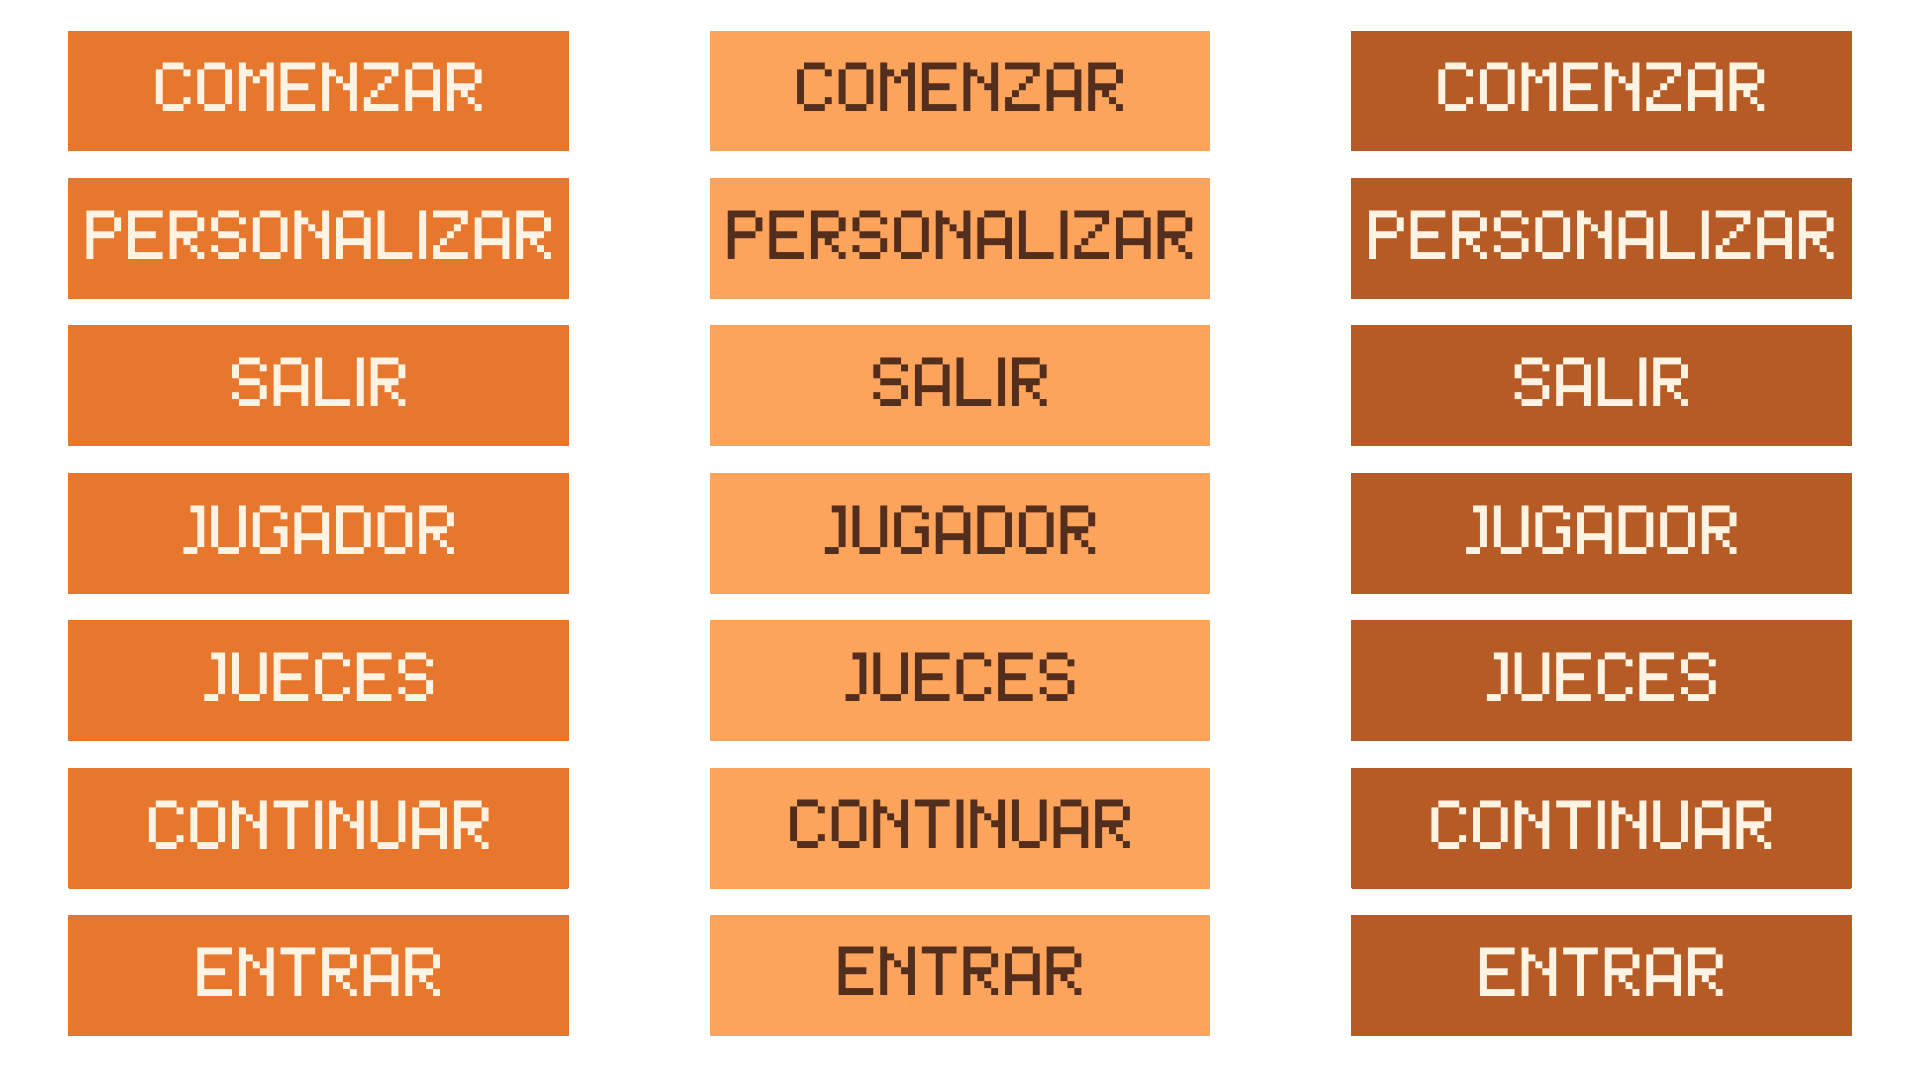 COMENZAR COMENZAR COMENZAR
PERSONALIZAR PERSONALIZAR PERSONALIZAR
SALIR SALIR SALIR
JUGADOR JUGADOR JUGADOR
JUECES JUECES JUECES
CONTINUAR CONTINUAR CONTINUAR
ENTRAR ENTRAR ENTRAR